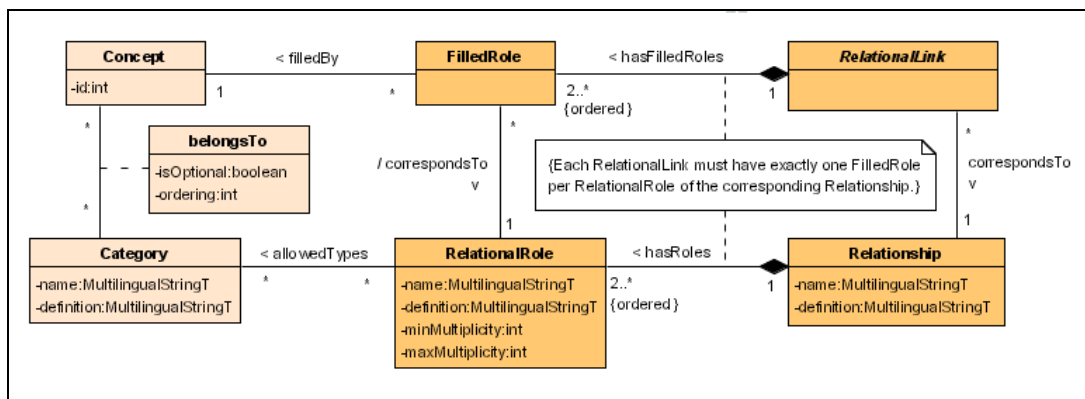 Concept
-id:int
< filledBy
1
*
FilledRole
< hasFilledRoles
2..*
{ordered}
1
RelationalLink
*
*
*
belongsTo
-isOptional:boolean
-ordering:int
/ correspondsTo
v
{Each RelationalLink must have exactly one FilledRole
per RelationalRole of the corresponding Relationship.}
correspondsTo
v
*
1
1
Category
-name:MultilingualStringT
-definition:MultilingualStringT
< allowedTypes
*
*
RelationalRole
-name:MultilingualStringT
-definition:MultilingualStringT
-minMultiplicity:int
-maxMultiplicity:int
< hasRoles
2..*
{ordered}
1
Relationship
-name:MultilingualStringT
-definition:MultilingualStringT